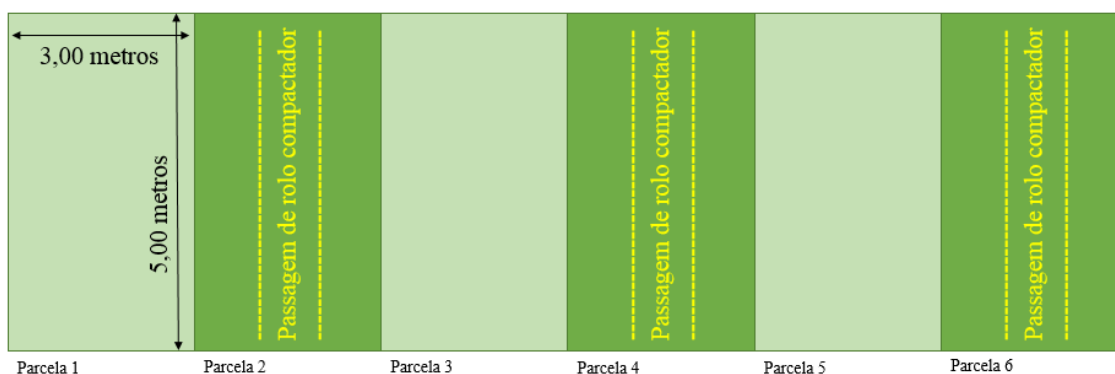 3,00 metros
5,00 metros
Passagem de rolo compactador
Passagem de rolo compactador
Passagem de rolo compactador
Parcela 1
Parcela 2
Parcela 3
Parcela 4
Parcela 5
Parcela 6